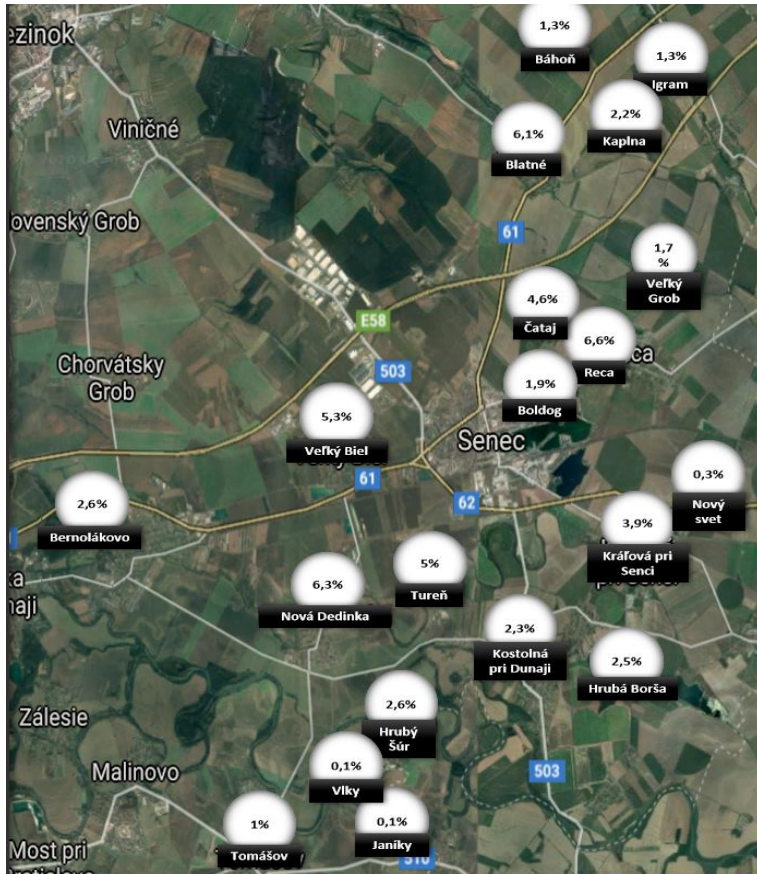 ezinok
1,3%
Báhoň
1,3%
Igram
Viničné
2,2%
Kaplna
6,1%
Blatné
lovenský Grob
61
1,7
%
Veľký
Grob
4,6%
Čataj
E58
6,6%
Reca
ca
Chorvátsky
Grob
503
1,9%
Boldog
5,3%
Veľký Biel
Senec
61
0,3%
Nový
svet
62
2,6%
Bernolákovo
3,9%
Kráľová pri
Senci
5%
Tureň
6,3%
Nová Dedinka
ka
naji
2,3%
Kostolná
pri Dunaji
2,5%
Hrubá Borša
Zálesie
2,6%
Hrubý
Šúr
0,1%
Vlky
Malinovo
503
1%
Tomášov
0,1%
Janíky
510
Most pri